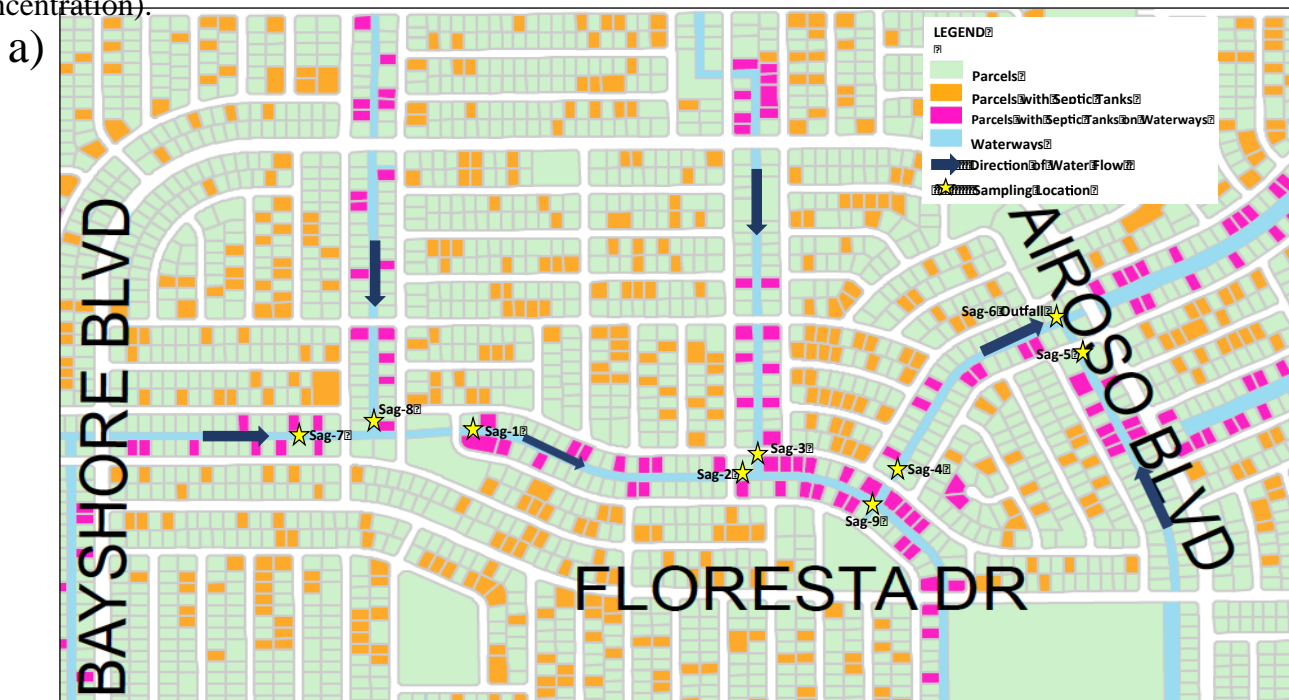 ncentration).
a)
LEGEND
Parcels
Parcels with Septic Tanks
Parcels with Septic Tanks on Waterways
Waterways
Direction of Water Flow
Sampling Location
BAYSHORE BLVD
AIROSO BLVD
Sag-6 Outfall
Sag-5
Sag-8
Sag-7
Sag-1
Sag-3
Sag-2
Sag-4
Sag-9
FLORESTA DR